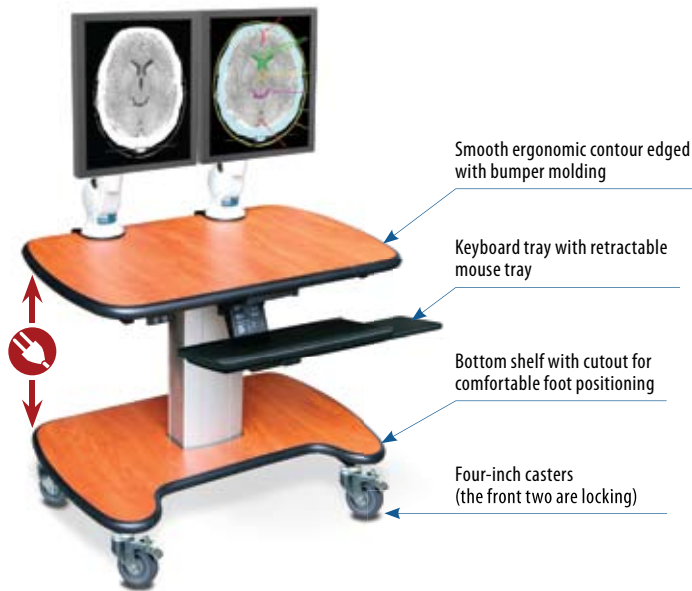 Smooth ergonomic contour edged
with bumper molding
Keyboard tray with retractable
mouse tray
Bottom shelf with cutout for
comfortable foot positioning
Four-inch casters
(the front two are locking)